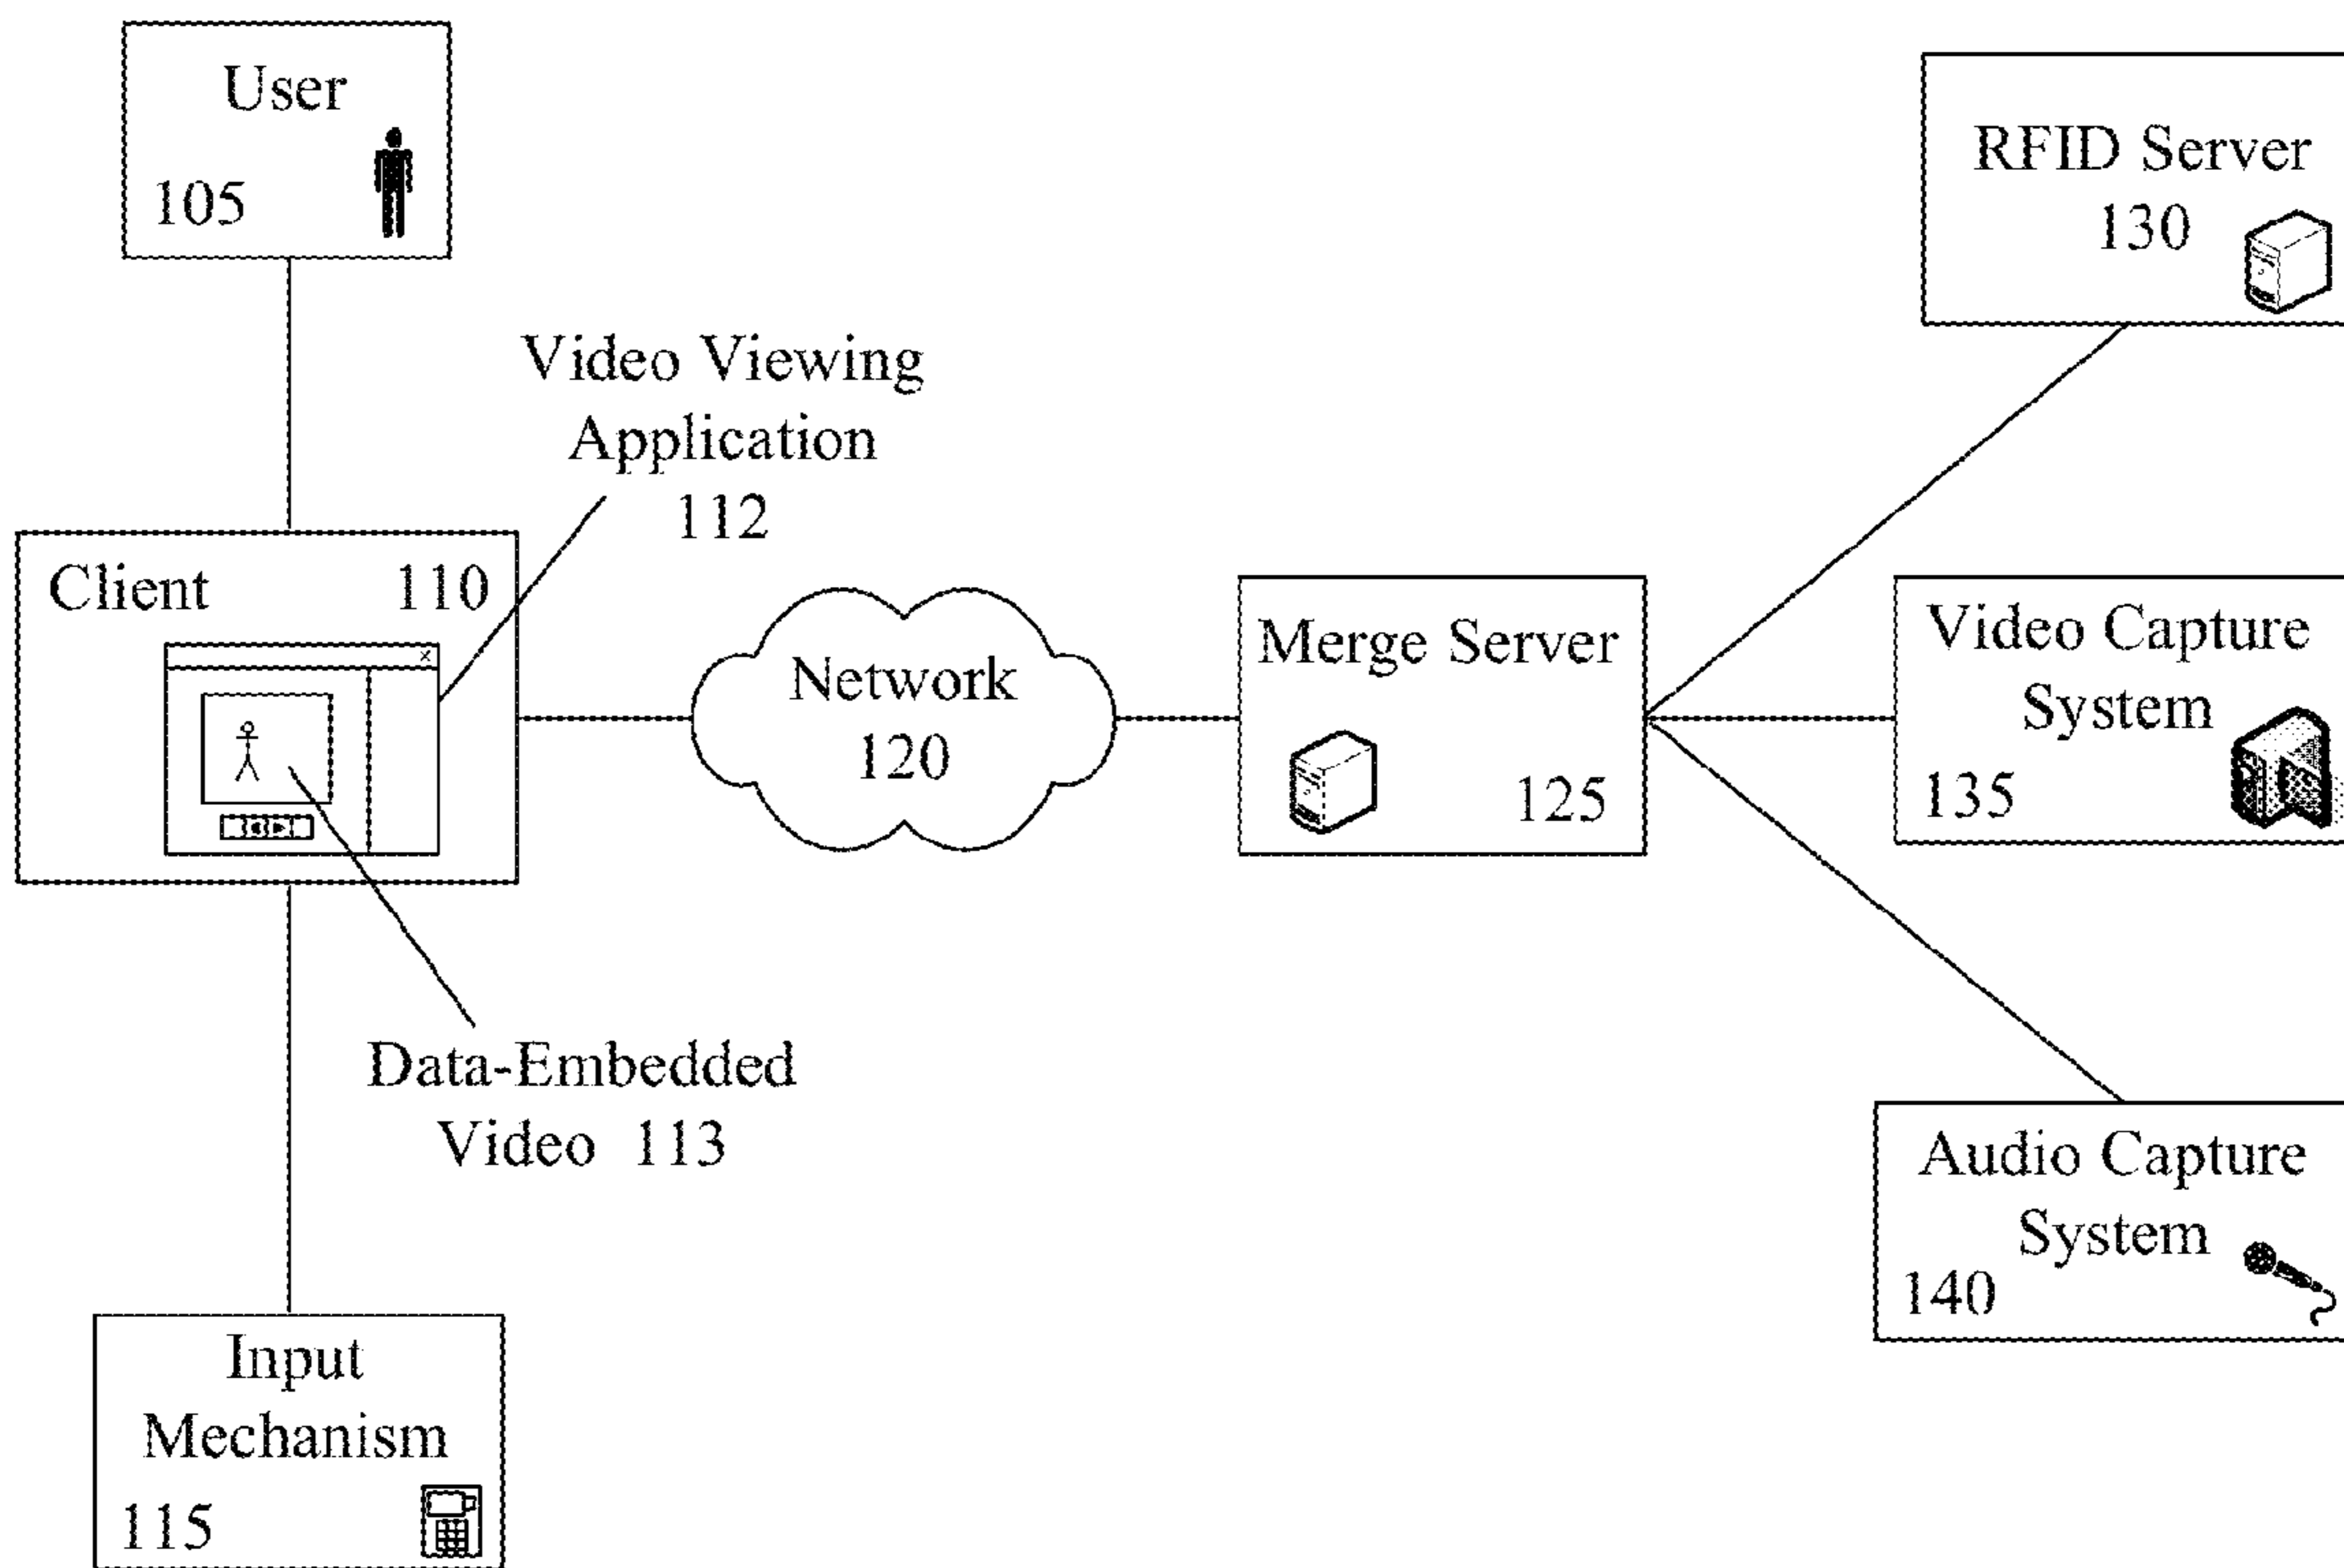 User
105
RFID Server
130
Video Viewing
Application
112
Client 110
x
Network
120
Merge Server
125
Video Capture
System
135
Data-Embedded
Video 113
Audio Capture
System
140
Input
Mechanism
115